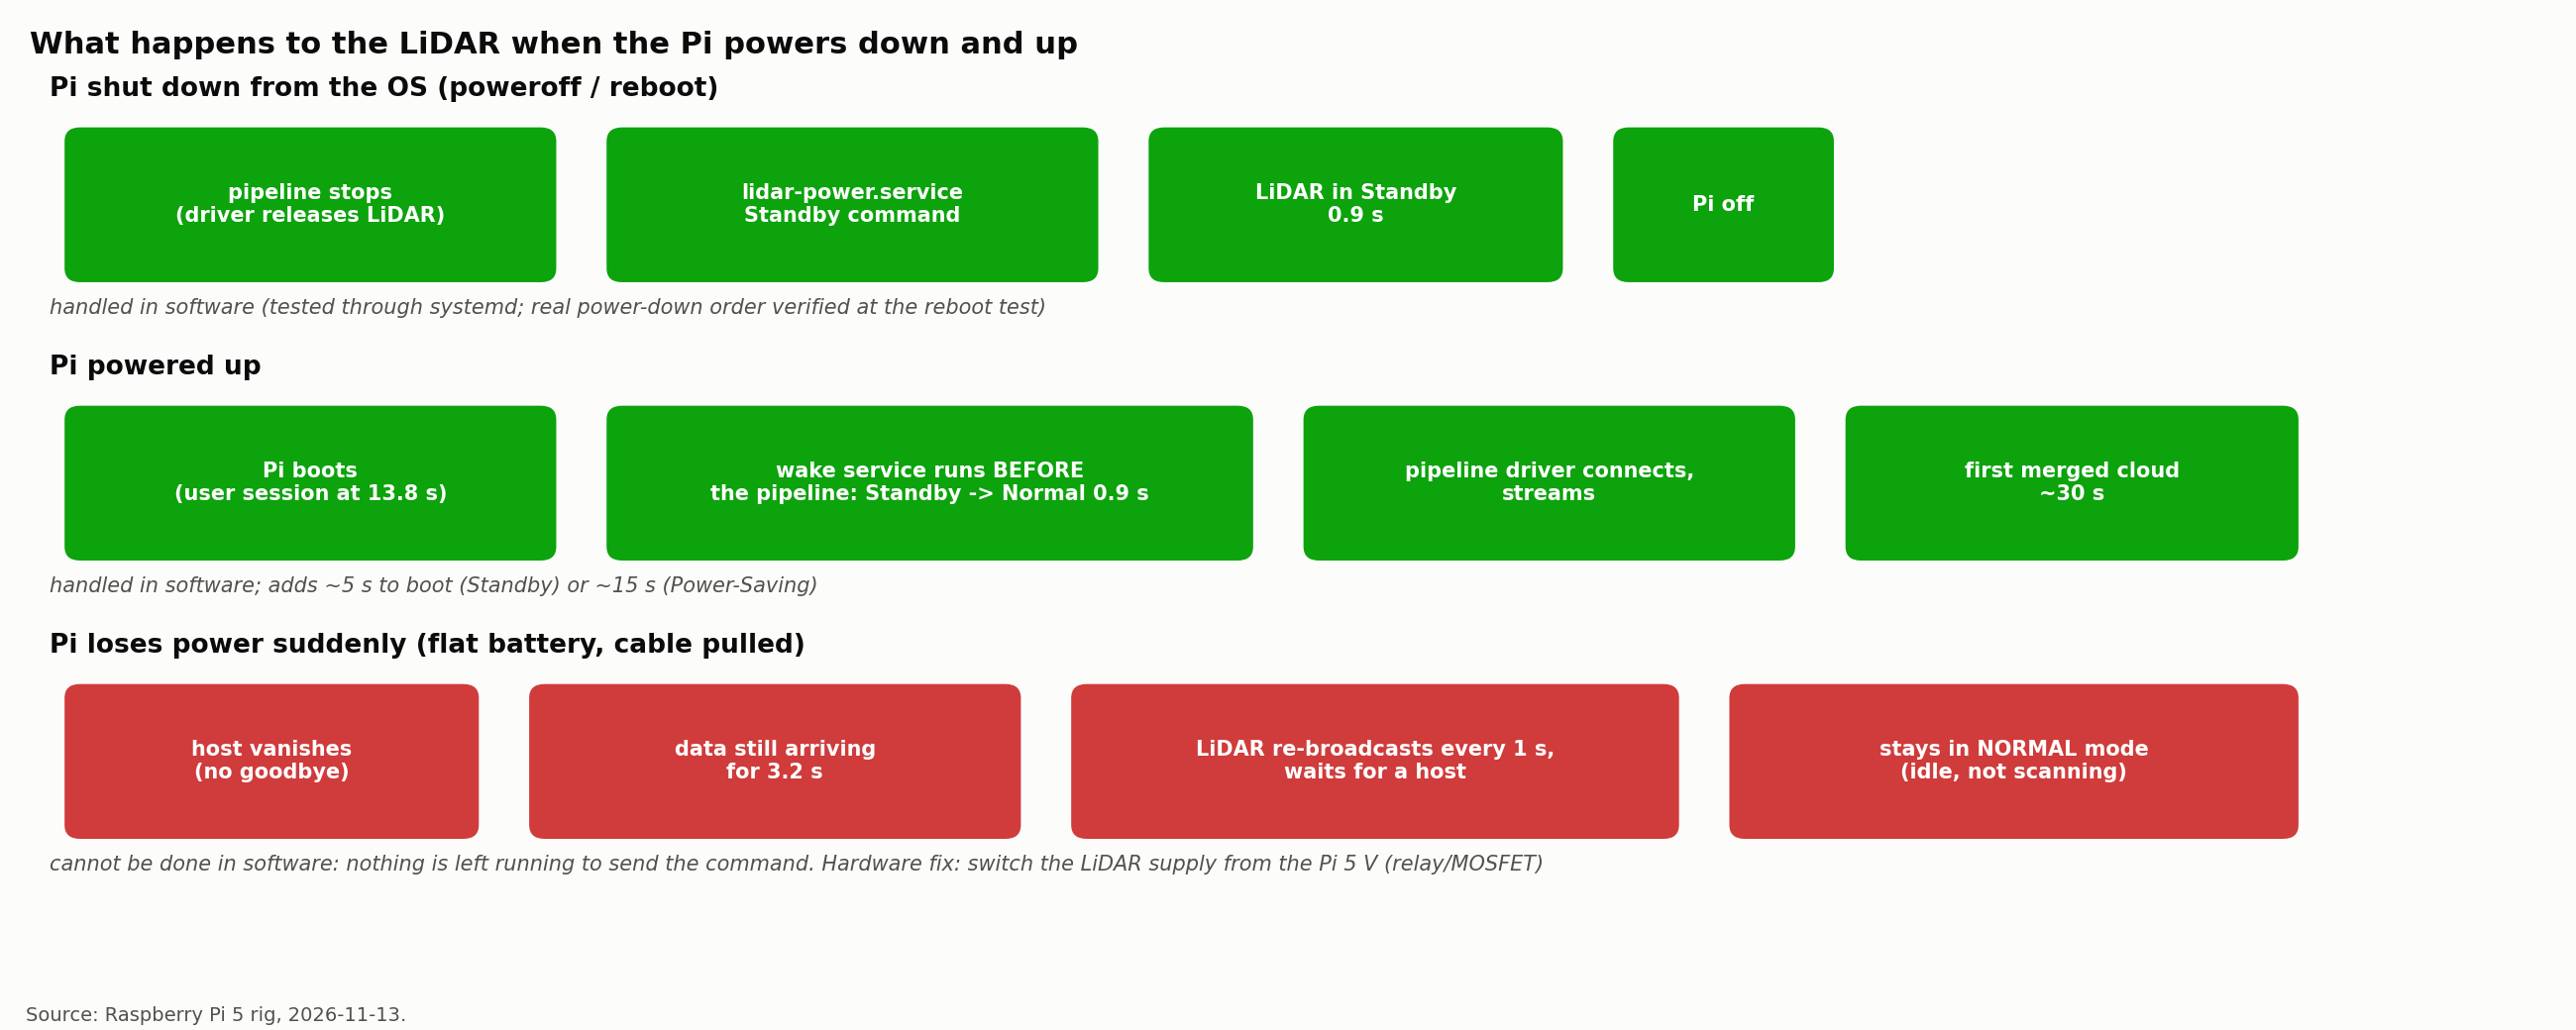 What happens to the LiDAR when the Pi powers down and up
Pi shut down from the OS (poweroff / reboot)
pipeline stops
(driver releases LiDAR)
lidar-power.service
Standby command
LiDAR in Standby
0.9 s
Pi off
handled in software (tested through systemd; real power-down order verified at the reboot test)
Pi powered up
Pi boots
(user session at 13.8 s)
wake service runs BEFORE
the pipeline: Standby -> Normal 0.9 s
pipeline driver connects,
streams
first merged cloud
~30 s
handled in software; adds ~5 s to boot (Standby) or ~15 s (Power-Saving)
Pi loses power suddenly (flat battery, cable pulled)
host vanishes
(no goodbye)
data still arriving
for 3.2 s
LiDAR re-broadcasts every 1 s,
waits for a host
stays in NORMAL mode
(idle, not scanning)
cannot be done in software: nothing is left running to send the command. Hardware fix: switch the LiDAR supply from the Pi 5 V (relay/MOSFET)
Source: Raspberry Pi 5 rig, 2026-11-13.